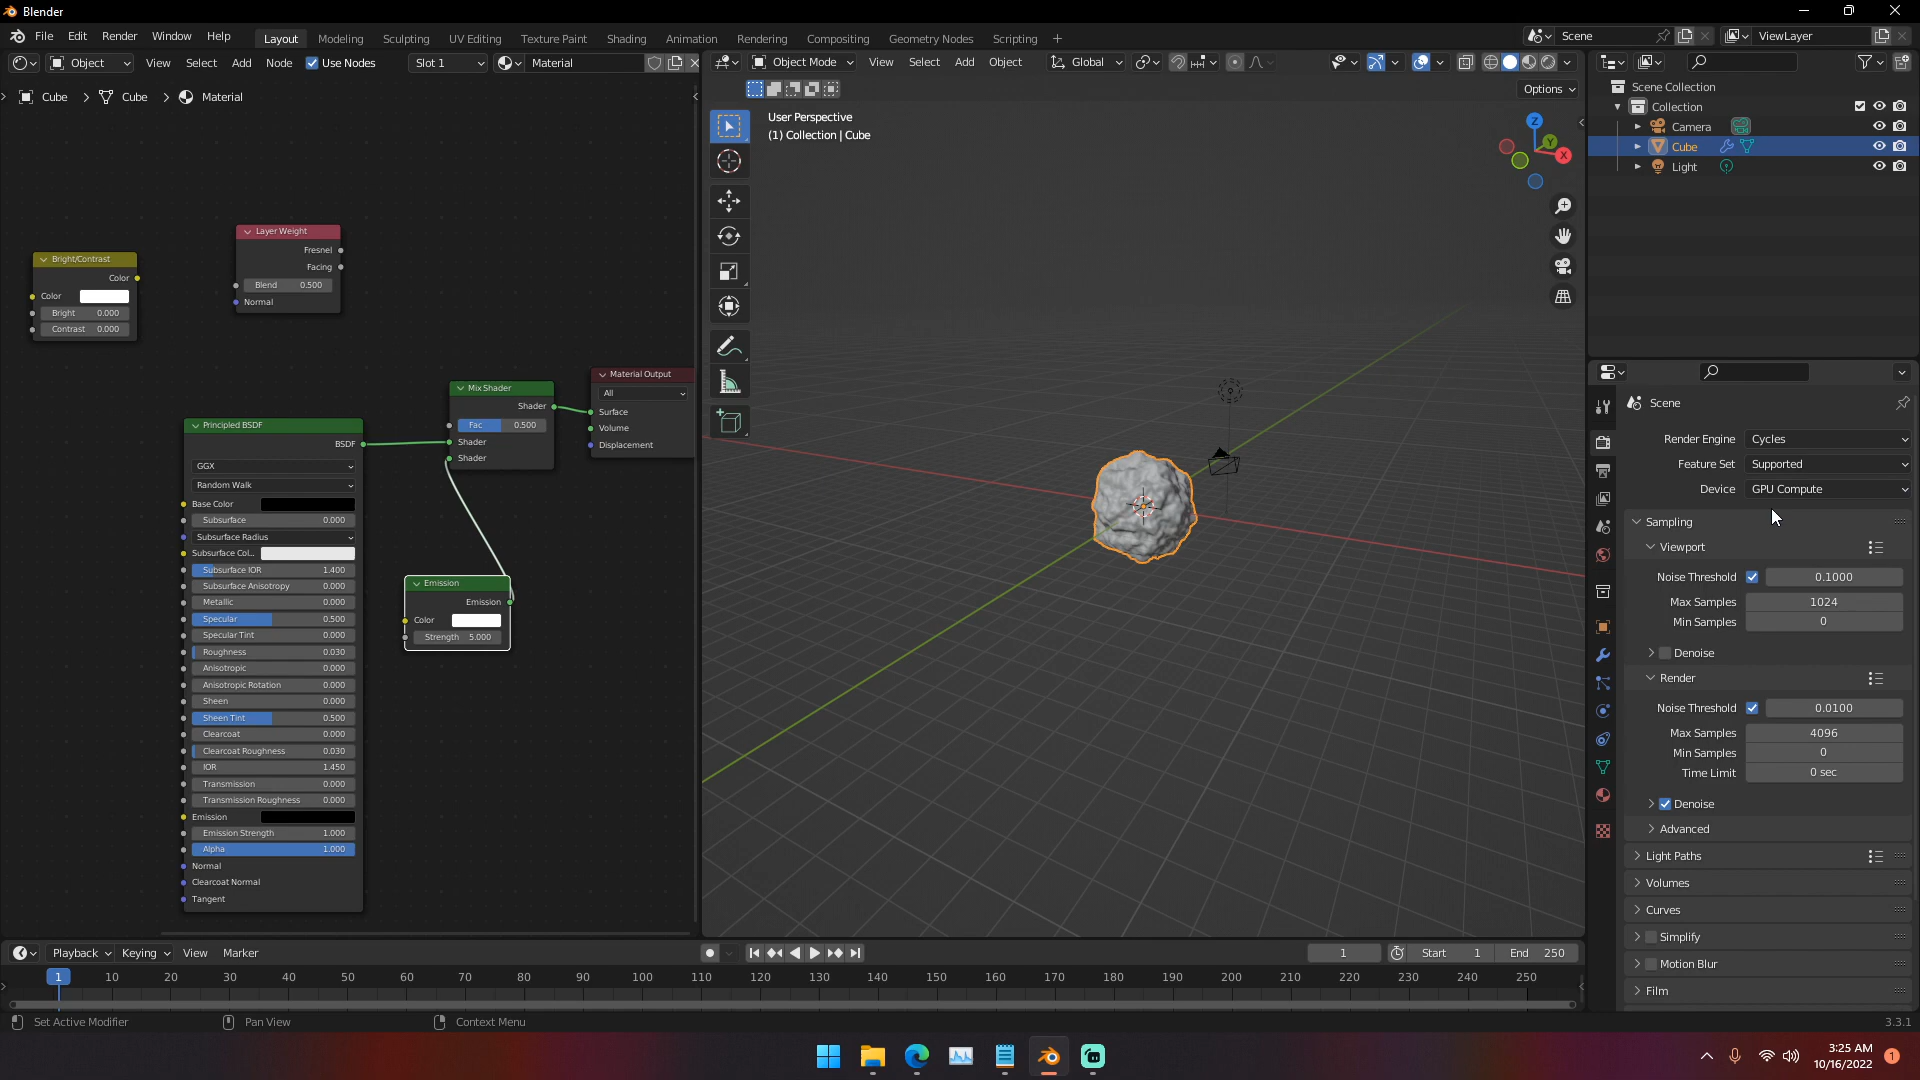 Blender
File Edit Render Window Help
Layout Modeling Sculpting UV Editing Texture Paint Shading Animation Rendering Compositing Geometry Nodes Scripting +
Scene
ViewLayer
Object View Select Add Node Use Nodes Slot 1 Material
Object Mode View Select Add Object Global
Options
Cube > Cube > Material
User Perspective
(1) Collection | Cube
Z
Y
X
Scene Collection
Collection
Camera
Cube
Light
Layer Weight
Fresnel
Facing
Blend 0.500
Normal
Bright/Contrast
Color
Color
Bright 0.000
Contrast 0.000
Mix Shader
Shader
Fac 0.500
Shader
Shader
Material Output
All
Surface
Volume
Displacement
Principled BSDF
BSDF
GGX
Random Walk
Base Color
Subsurface 0.000
Subsurface Radius
Subsurface Col..
Subsurface IOR 1.400
Subsurface Anisotropy 0.000
Metallic 0.000
Specular 0.500
Specular Tint 0.000
Roughness 0.030
Anisotropic 0.000
Anisotropic Rotation 0.000
Sheen 0.000
Sheen Tint 0.500
Clearcoat 0.000
Clearcoat Roughness 0.030
IOR 1.450
Transmission 0.000
Transmission Roughness 0.000
Emission
Emission Strength 1.000
Alpha 1.000
Normal
Clearcoat Normal
Tangent
Emission
Emission
Color
Strength 5.000
Scene
Render Engine Cycles
Feature Set Supported
Device GPU Compute
Sampling
Viewport
Noise Threshold 0.1000
Max Samples 1024
Min Samples 0
Denoise
Render
Noise Threshold 0.0100
Max Samples 4096
Min Samples 0
Time Limit 0 sec
Denoise
Advanced
Light Paths
Volumes
Curves
Simplify
Motion Blur
Film
Playback Keying View Marker
1 Start 1 End 250
1 10 20 30 40 50 60 70 80 90 100 110 120 130 140 150 160 170 180 190 200 210 220 230 240 250
Set Active Modifier Pan View Context Menu
3.3.1
3:25 AM
10/16/2022
1